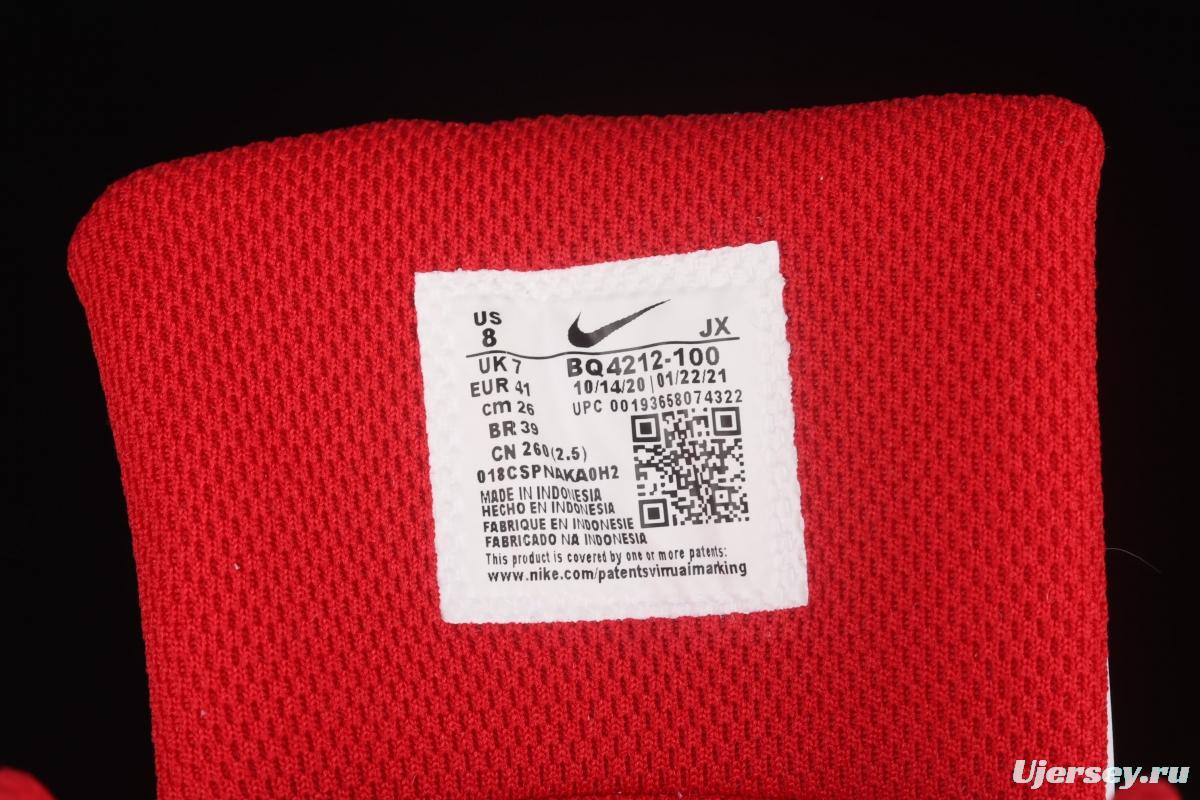 US
8
JX
UK 7
BQ4212-100
EUR 41
10/14/20 | 01/22/21
cm 26
UPC 00193658074322
BR 39
CN 260(2.5)
018CSPNAKA0H2
MADE IN INDONESIA
HECHO EN INDONESIA
FABRIQUE EN INDONESIE
FABRICADO NA INDONESIA
This product is covered by one or more patents:
www.nike.com/patentsvirruaimarking
Ujersey.ru